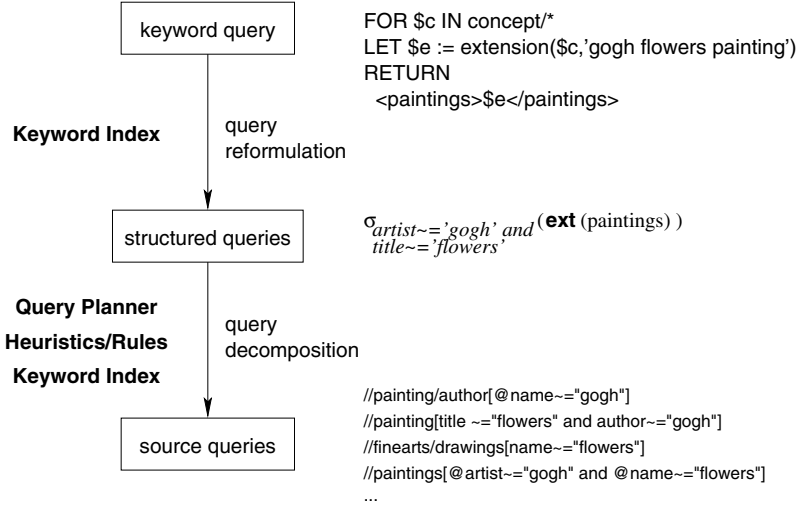 keyword query
FOR $c IN concept/*
LET $e := extension($c,'gogh flowers painting')
RETURN
<paintings>$e</paintings>
Keyword Index
query
reformulation
structured queries
σartist~='gogh' and (ext (paintings) )
title~='flowers'
Query Planner
Heuristics/Rules
Keyword Index
query
decomposition
source queries
//painting/author[@name~="gogh"]
//painting[title ~="flowers" and author~="gogh"]
//finearts/drawings[name~="flowers"]
//paintings[@artist~="gogh" and @name~="flowers"]
...